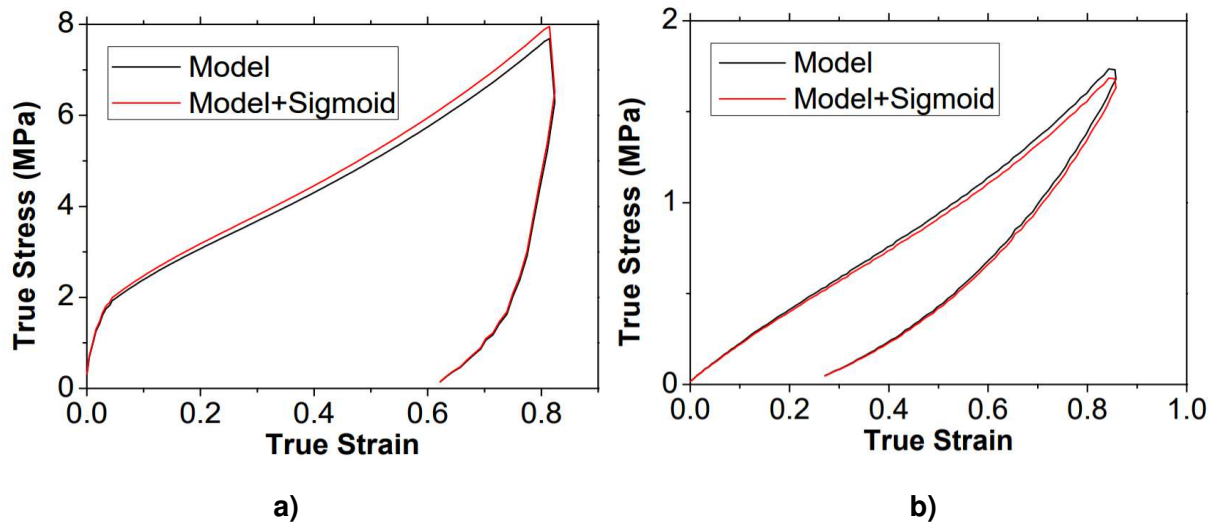 8
6
4
2
0
True Stress (MPa)
Model
Model+Sigmoid
0.0 0.2 0.4 0.6 0.8
True Strain
a)
2
1
0
True Stress (MPa)
Model
Model+Sigmoid
0.0 0.2 0.4 0.6 0.8 1.0
True Strain
b)